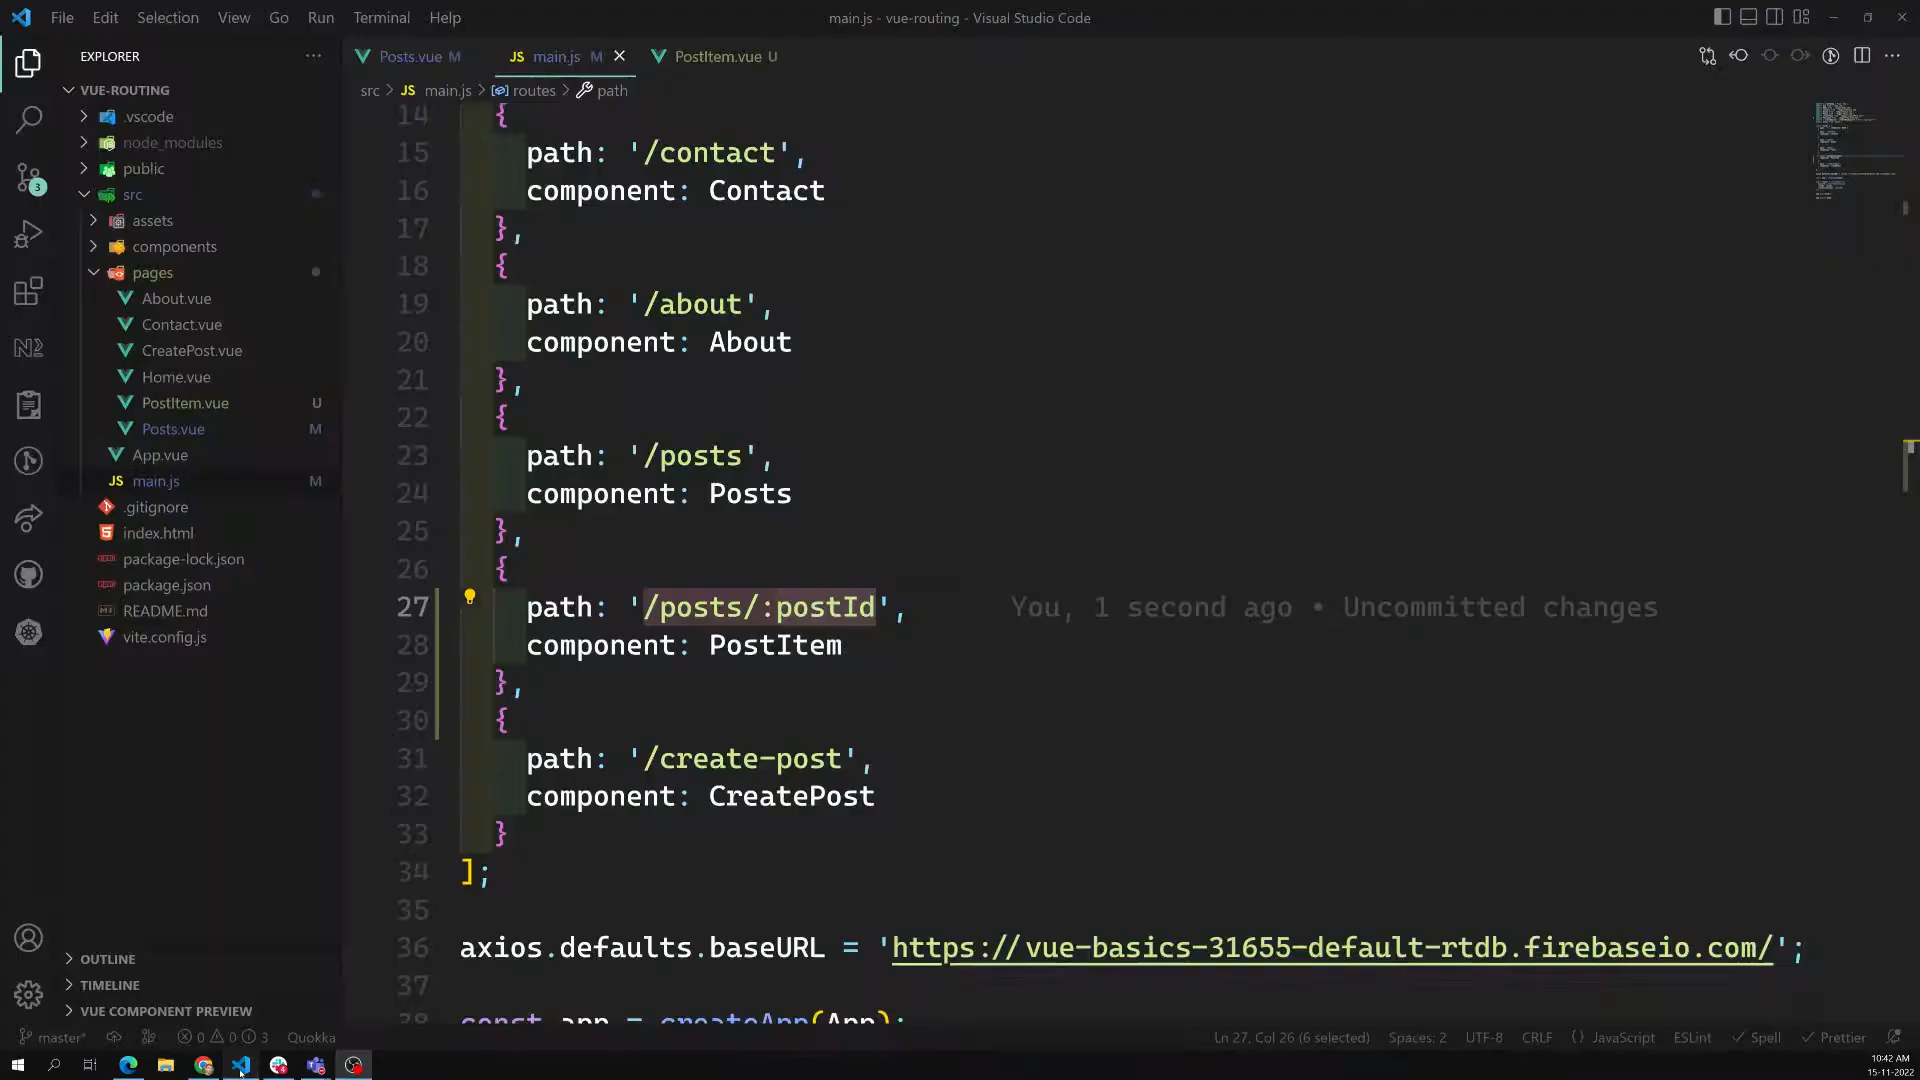 File Edit Selection View Go Run Terminal Help
main.js - vue-routing - Visual Studio Code
EXPLORER
VUE-ROUTING
.vscode
node_modules
public
src
assets
components
pages
About.vue
Contact.vue
CreatePost.vue
Home.vue
PostItem.vue U
Posts.vue M
App.vue
JS main.js M
.gitignore
index.html
package-lock.json
package.json
README.md
vite.config.js
OUTLINE
TIMELINE
VUE COMPONENT PREVIEW
3
Posts.vue M
JS main.js M
PostItem.vue U
src > JS main.js > routes > path
14 {
15 path: '/contact',
16 component: Contact
17 },
18 {
19 path: '/about',
20 component: About
21 },
22 {
23 path: '/posts',
24 component: Posts
25 },
26 {
27 path: '/posts/:postId', You, 1 second ago • Uncommitted changes
28 component: PostItem
29 },
30 {
31 path: '/create-post',
32 component: CreatePost
33 }
34 ];
35
36 axios.defaults.baseURL = 'https://vue-basics-31655-default-rtdb.firebaseio.com/';
37
38 const app = createApp(App);
master* 0 0 3 Quokka
Ln 27, Col 26 (6 selected) Spaces: 2 UTF-8 CRLF {} JavaScript ESLint Spell Prettier
10:42 AM
15-11-2022